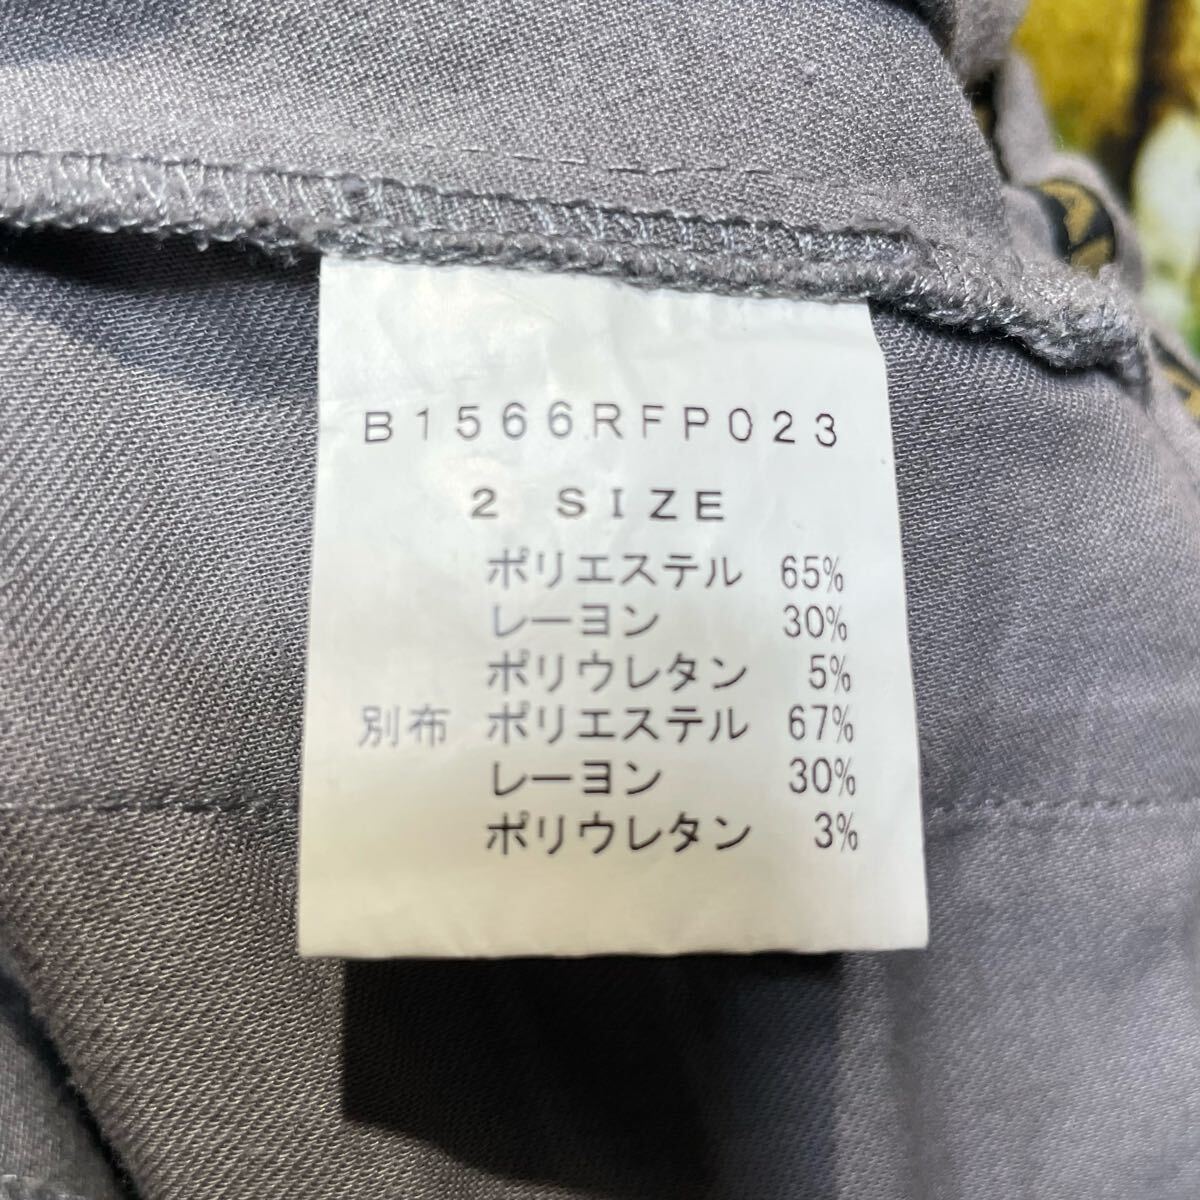 B1566RFP023
2 SIZE
ポリエステル 65%
レーヨン 30%
ポリウレタン 5%
別布 ポリエステル 67%
レーヨン 30%
ポリウレタン 3%